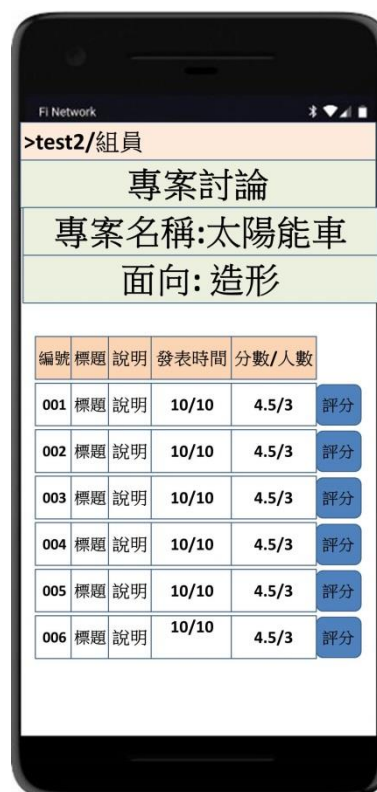 Fi Network
>test2/組員
專案討論
專案名稱:太陽能車
面向: 造形
編號 標題 說明 發表時間 分數/人數
001 標題 說明 10/10 4.5/3 評分
002 標題 說明 10/10 4.5/3 評分
003 標題 說明 10/10 4.5/3 評分
004 標題 說明 10/10 4.5/3 評分
005 標題 說明 10/10 4.5/3 評分
006 標題 說明 10/10 4.5/3 評分